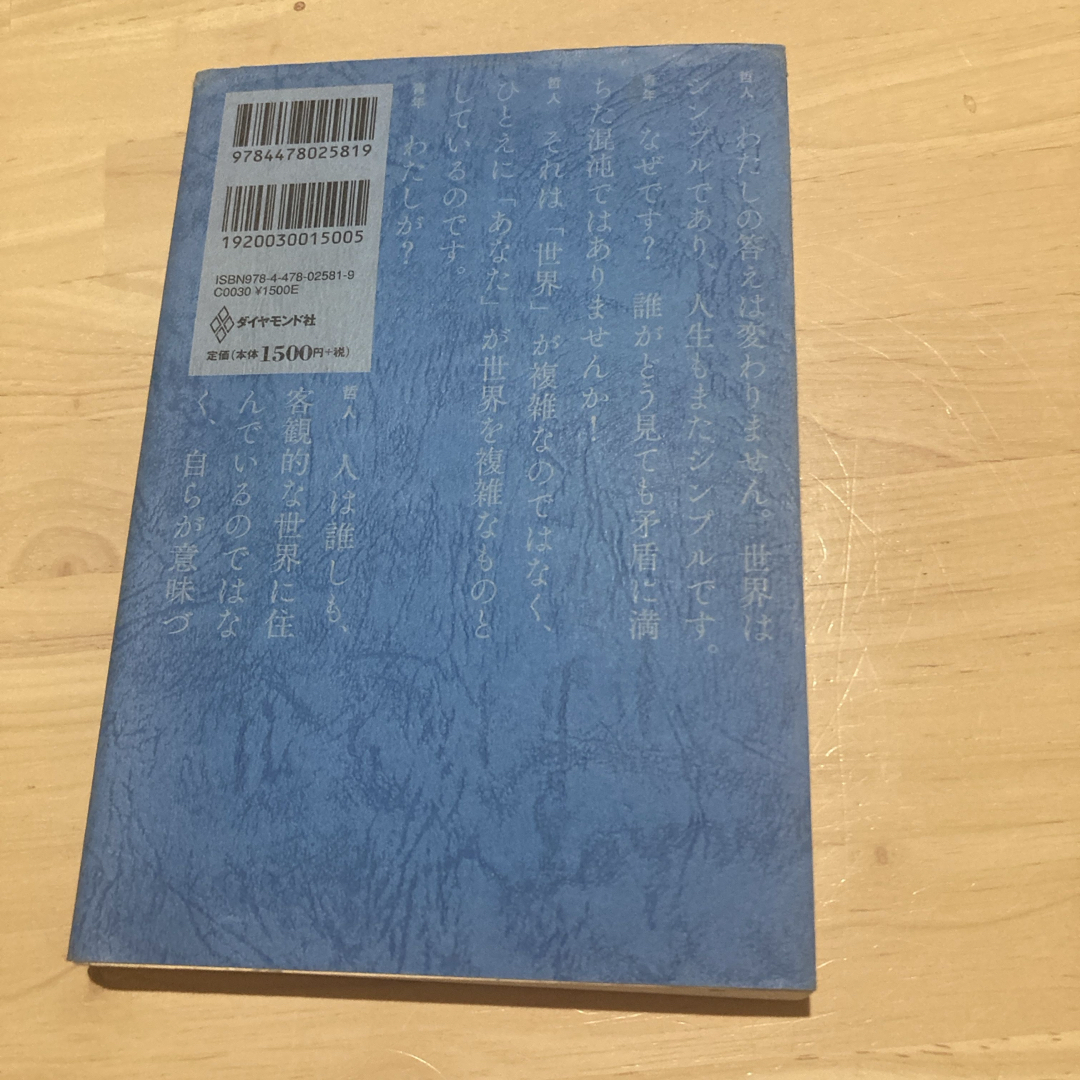 哲人 わたしの答えは変わりません。世界は
シンプルであり、人生もまたシンプルです。
青年 なぜです? 誰がどう見ても矛盾に満
ちた混沌ではありませんか!
哲人 それは「世界」が複雑なのではなく、
ひとえに「あなた」が世界を複雑なものと
しているのです。
青年 わたしが?
哲人 人は誰しも、
客観的な世界に住
んでいるのではな
く、自らが意味づ
9784478025819
1920030015005
ISBN978-4-478-02581-9
C0030 ¥1500E
ダイヤモンド社
定価(本体1500円+税)